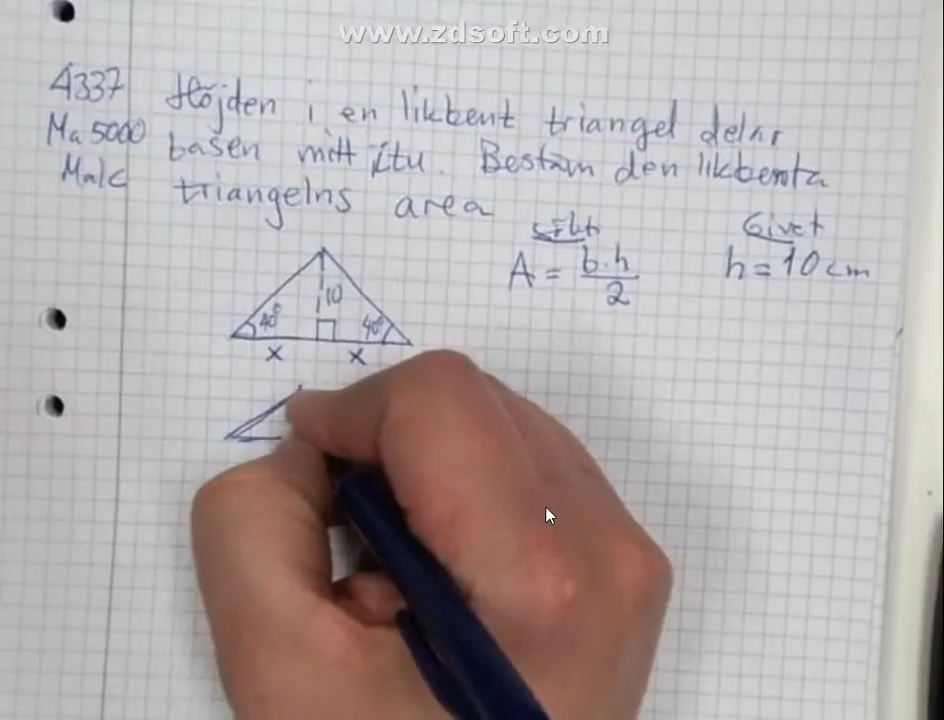 www.zdsoft.com
4337 Höjden i en likbent triangel delar
Ma 5000 basen mitt itu. Bestäm den likbenta
Ma1c triangelns area
sökt Givet
A = b·h / 2 h = 10 cm
10
40° 40°
x x